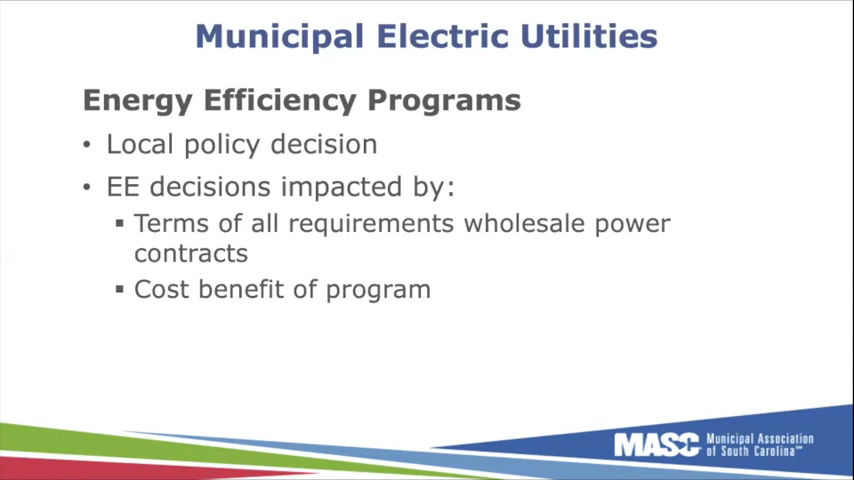 Municipal Electric Utilities
Energy Efficiency Programs
• Local policy decision
• EE decisions impacted by:
▪ Terms of all requirements wholesale power
contracts
▪ Cost benefit of program
MASC Municipal Association
of South Carolina℠